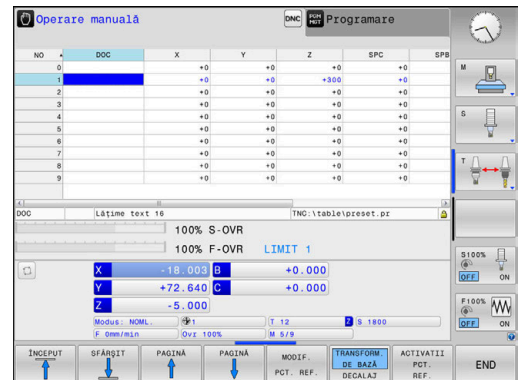 Operare manuală DNC PGM MGT Programare
NO DOC X Y Z SPC SPB
0 +0 +0 +0 +0
1 +0 +0 +300 +0
2 +0 +0 +0 +0
3 +0 +0 +0 +0
4 +0 +0 +0 +0
5 +0 +0 +0 +0
6 +0 +0 +0 +0
7 +0 +0 +0 +0
8 +0 +0 +0 +0
9 +0 +0 +0 +0
DOC Lățime text 16 TNC:\table\preset.pr
100% S-OVR
100% F-OVR LIMIT 1
X -18.003 B +0.000
Y +72.640 C +0.000
Z -5.000
Modus: NOML. 1 T 12 Z S 1800
F 0mm/min Ovr 100% M 5/9
M
S
T
S100%
OFF ON
F100%
OFF ON
ÎNCEPUT SFÂRȘIT PAGINĂ PAGINĂ MODIF. PCT. REF. TRANSFORM. DE BAZĂ DECALAJ ACTIVATII PCT. REF. END